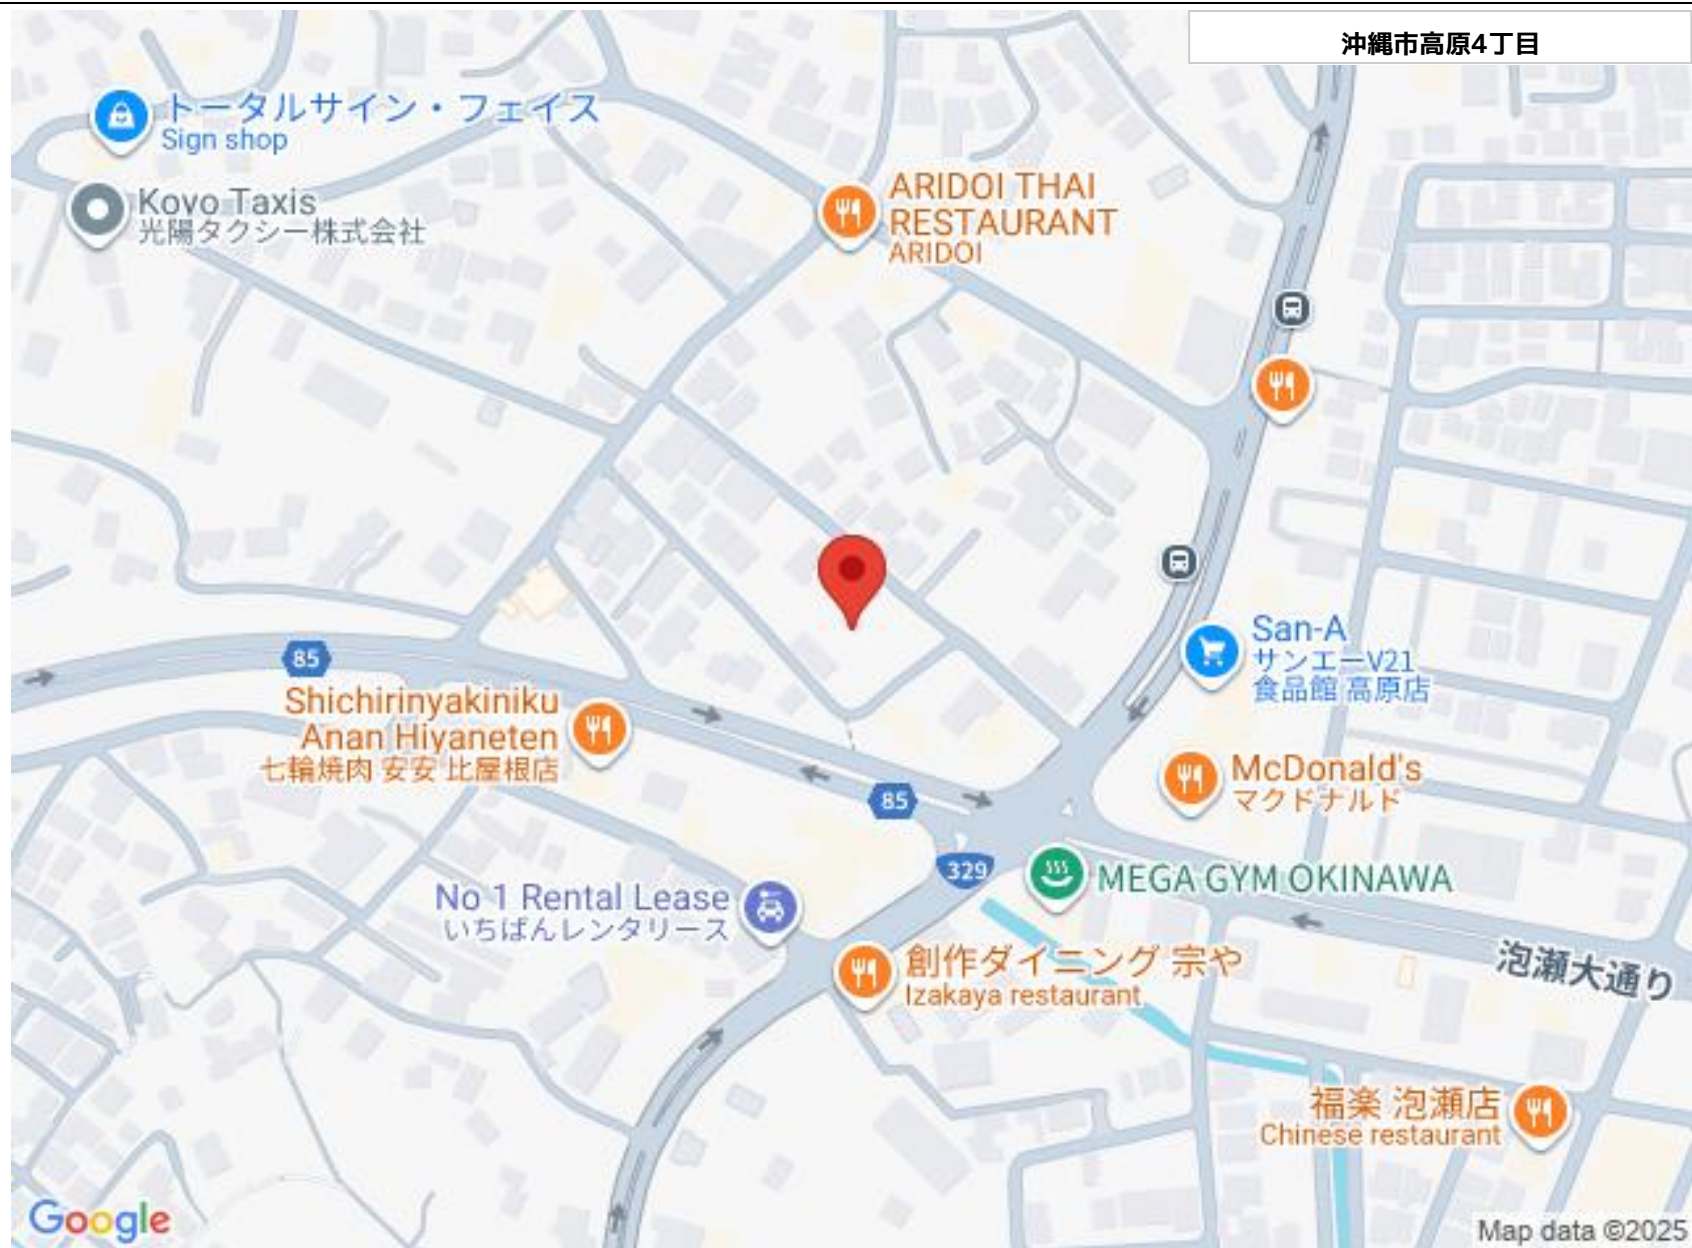 沖縄市高原4丁目
トータルサイン・フェイス
Sign shop
Koyo Taxis
光陽タクシー株式会社
ARIDOI THAI
RESTAURANT
ARIDOI
85
Shichirinyakiniku
Anan Hiyaneten
七輪焼肉 安安 比屋根店
San-A
サンエーV21
食品館 高原店
McDonald's
マクドナルド
85
329
MEGA GYM OKINAWA
No 1 Rental Lease
いちばんレンタリース
創作ダイニング 宗や
Izakaya restaurant
泡瀬大通り
福楽 泡瀬店
Chinese restaurant
Google
Map data ©2025